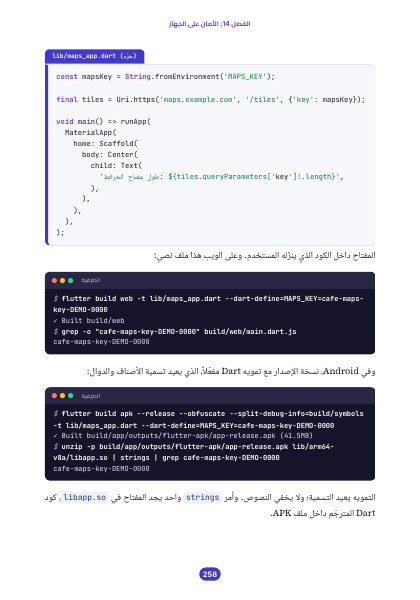 الفصل 14: الأمان على الجهاز
lib/maps_app.dart (جزء)
const mapsKey = String.fromEnvironment('MAPS_KEY');
final tiles = Uri.https('maps.example.com', '/tiles', {'key': mapsKey});
void main() => runApp(
MaterialApp(
home: Scaffold(
body: Center(
child: Text(
'طول مفتاح الخرائط: ${tiles.queryParameters['key']!.length}',
),
),
),
),
);
المفتاح داخل الكود الذي ينزّله المستخدم. وعلى الويب هذا ملف نصي:
الطرفية
$ flutter build web -t lib/maps_app.dart --dart-define=MAPS_KEY=cafe-maps-
key-DEMO-0000
✓ Built build/web
$ grep -o "cafe-maps-key-DEMO-0000" build/web/main.dart.js
cafe-maps-key-DEMO-0000
وفي Android، نسخة الإصدار مع تمويه Dart مفعّلاً، الذي يعيد تسمية الأصناف والدوال:
الطرفية
$ flutter build apk --release --obfuscate --split-debug-info=build/symbols
-t lib/maps_app.dart --dart-define=MAPS_KEY=cafe-maps-key-DEMO-0000
✓ Built build/app/outputs/flutter-apk/app-release.apk (41.5MB)
$ unzip -p build/app/outputs/flutter-apk/app-release.apk lib/arm64-
v8a/libapp.so | strings | grep cafe-maps-key-DEMO-0000
cafe-maps-key-DEMO-0000
التمويه يعيد التسمية؛ ولا يخفي النصوص. وأمر strings واحد يجد المفتاح في libapp.so، كود
Dart المترجَم داخل ملف APK.
258